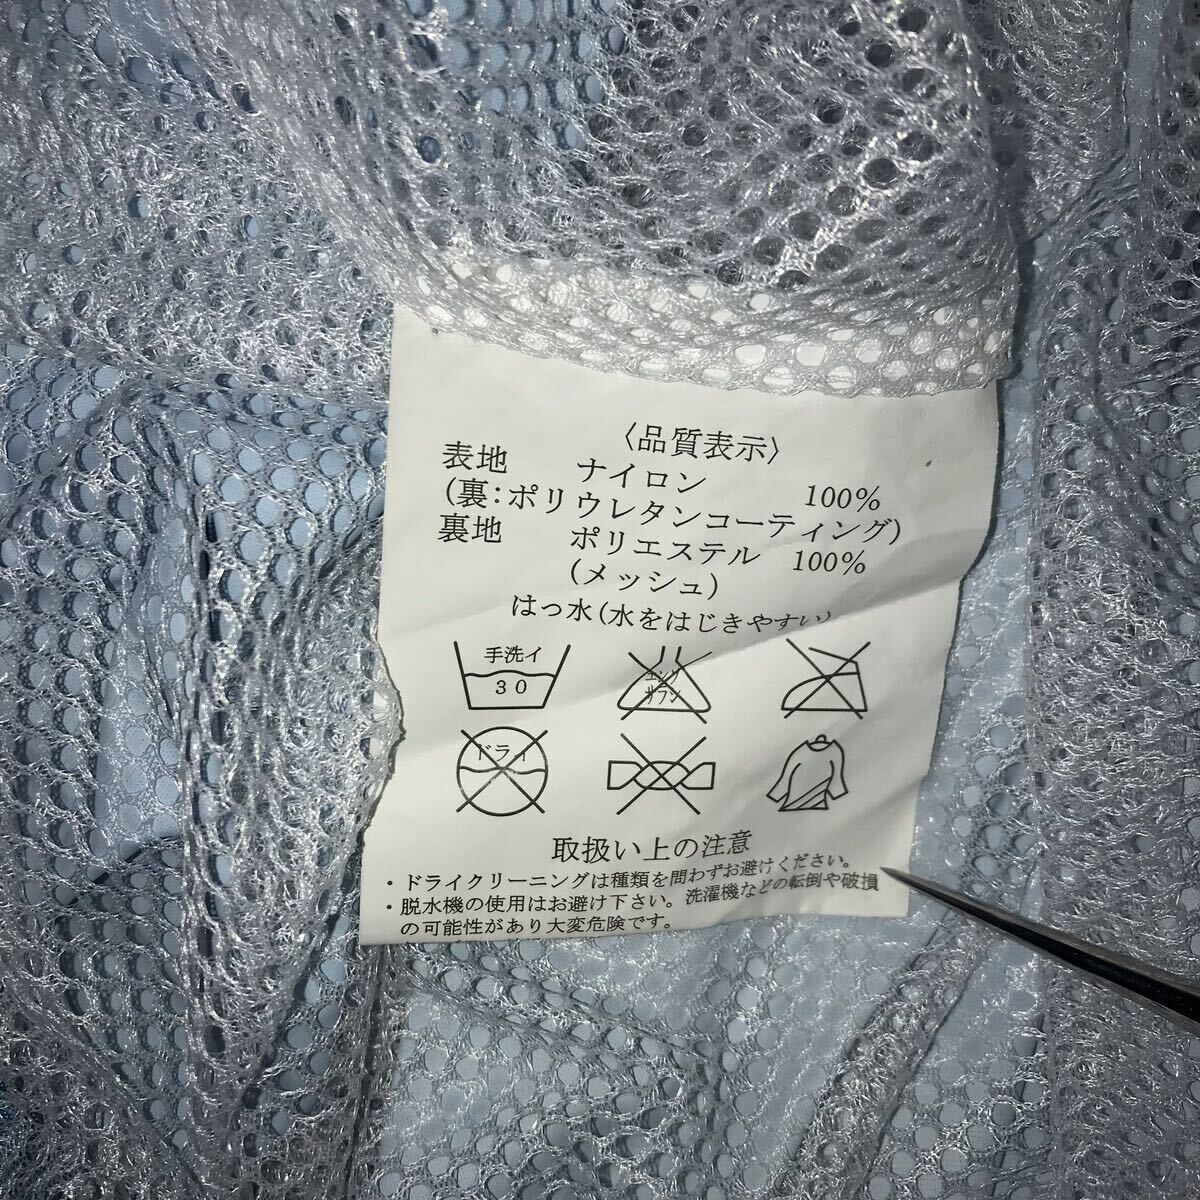 〈品質表示〉
表地 ナイロン 100%
(裏:ポリウレタンコーティング)
裏地 ポリエステル 100%
(メッシュ)
はっ水(水をはじきやすい)
手洗イ
30
エンソ
サラシ
ドライ
取扱い上の注意
・ドライクリーニングは種類を問わずお避けください。
・脱水機の使用はお避け下さい。洗濯機などの転倒や破損
の可能性があり大変危険です。